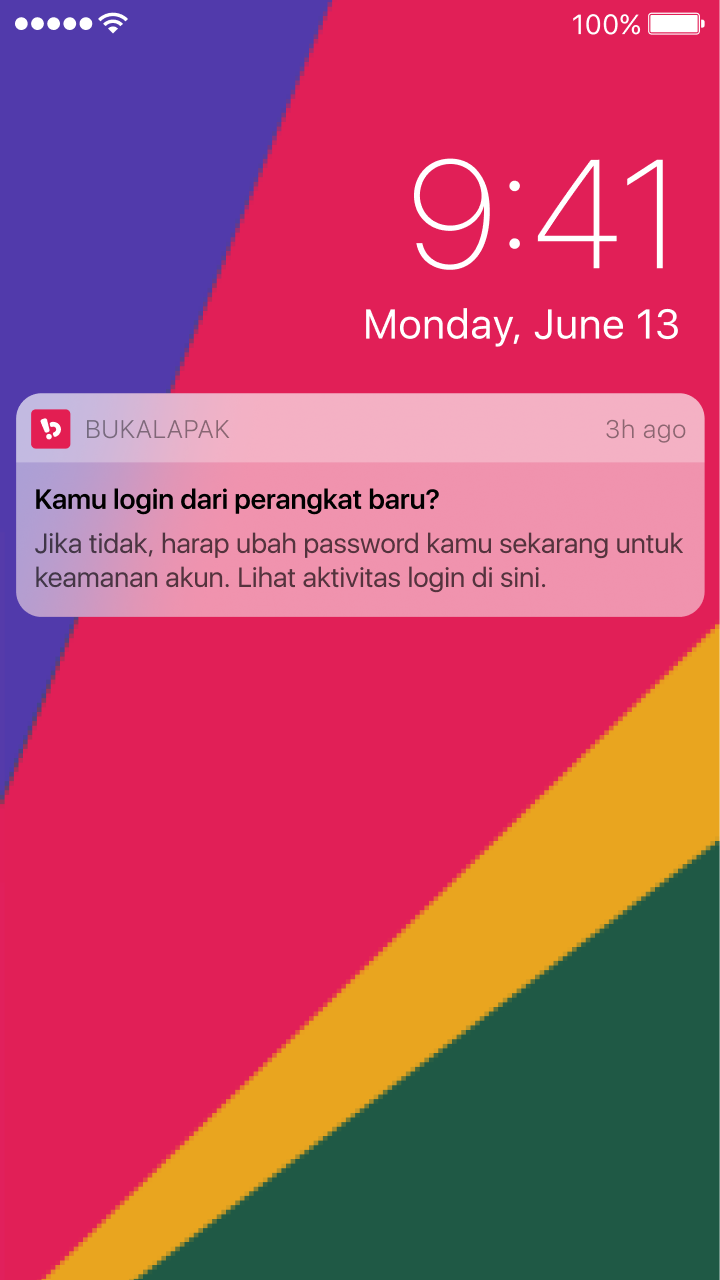 100%
9:41
Monday, June 13
BUKALAPAK 3h ago
Kamu login dari perangkat baru?
Jika tidak, harap ubah password kamu sekarang untuk
keamanan akun. Lihat aktivitas login di sini.